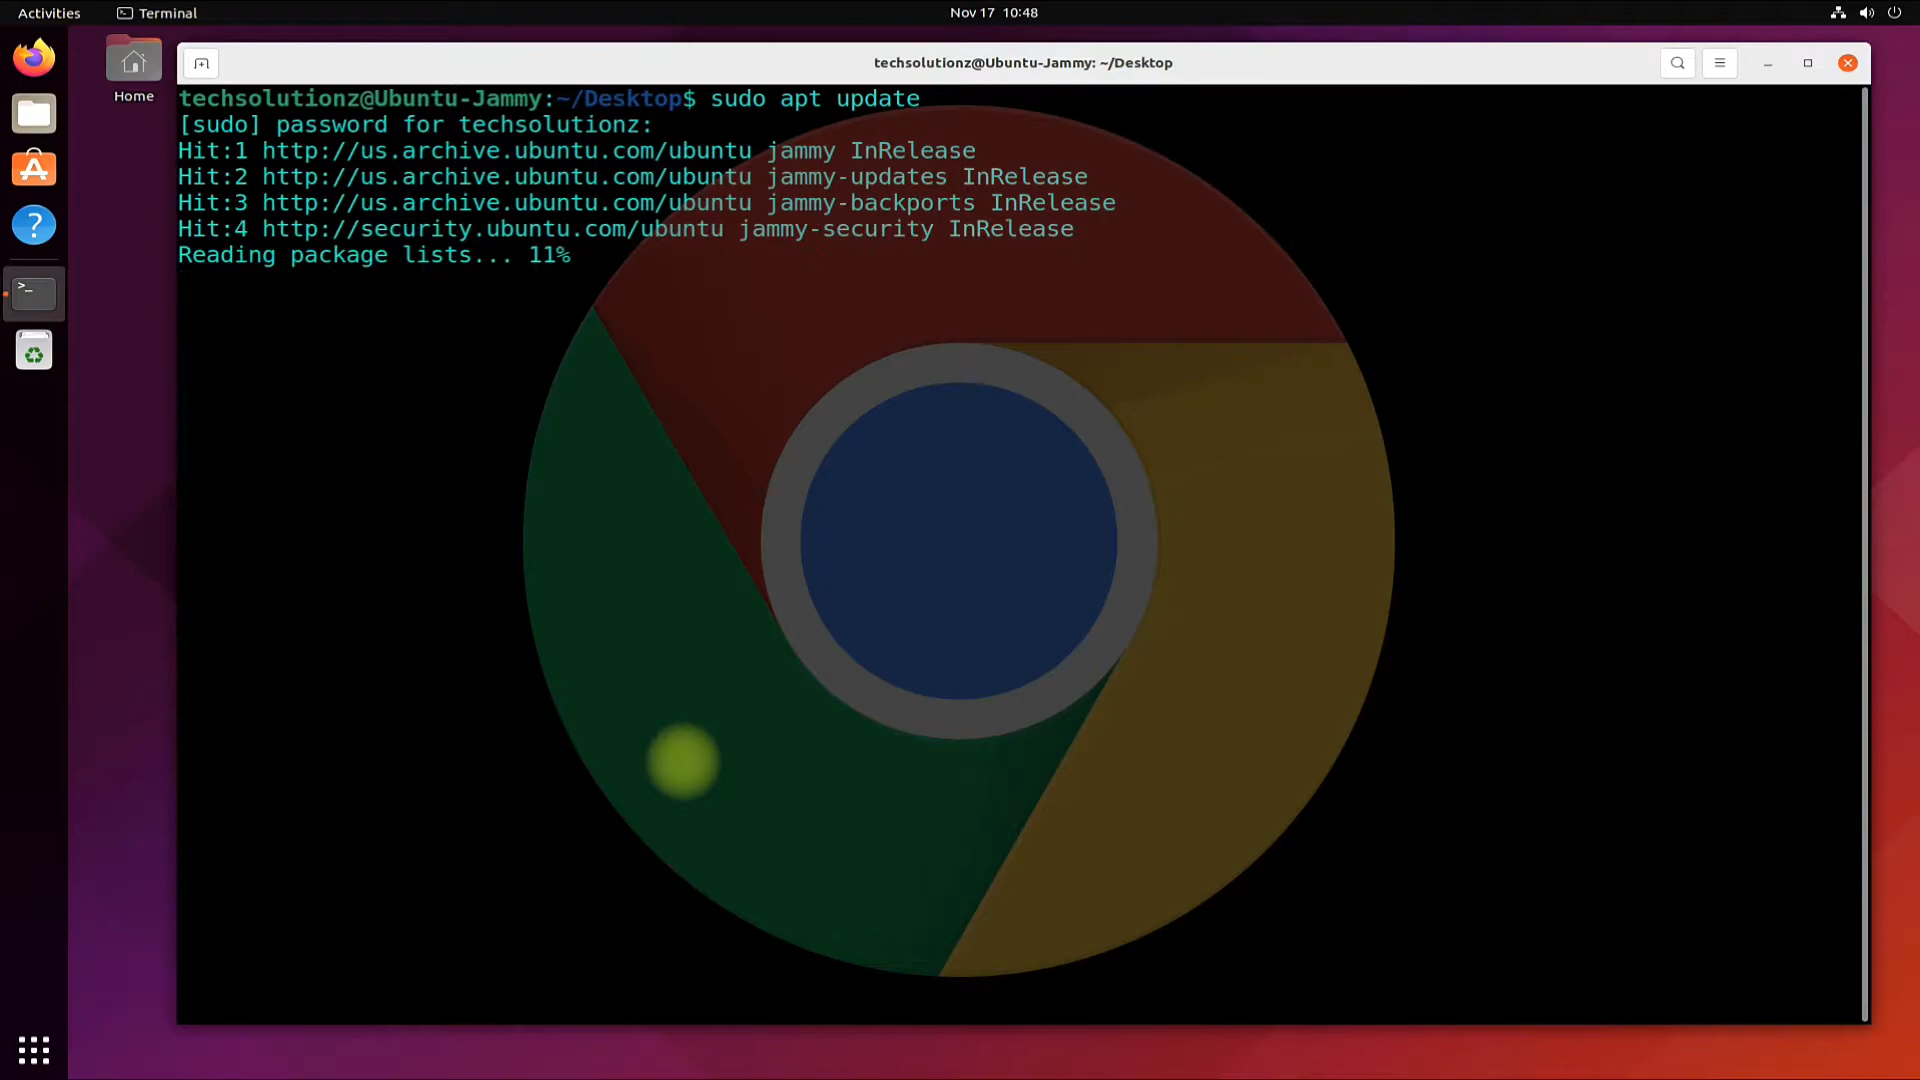 Activities Terminal Nov 17 10:48
techsolutionz@Ubuntu-Jammy: ~/Desktop
Home
techsolutionz@Ubuntu-Jammy:~/Desktop$ sudo apt update
[sudo] password for techsolutionz:
Hit:1 http://us.archive.ubuntu.com/ubuntu jammy InRelease
Hit:2 http://us.archive.ubuntu.com/ubuntu jammy-updates InRelease
Hit:3 http://us.archive.ubuntu.com/ubuntu jammy-backports InRelease
Hit:4 http://security.ubuntu.com/ubuntu jammy-security InRelease
Reading package lists... 11%